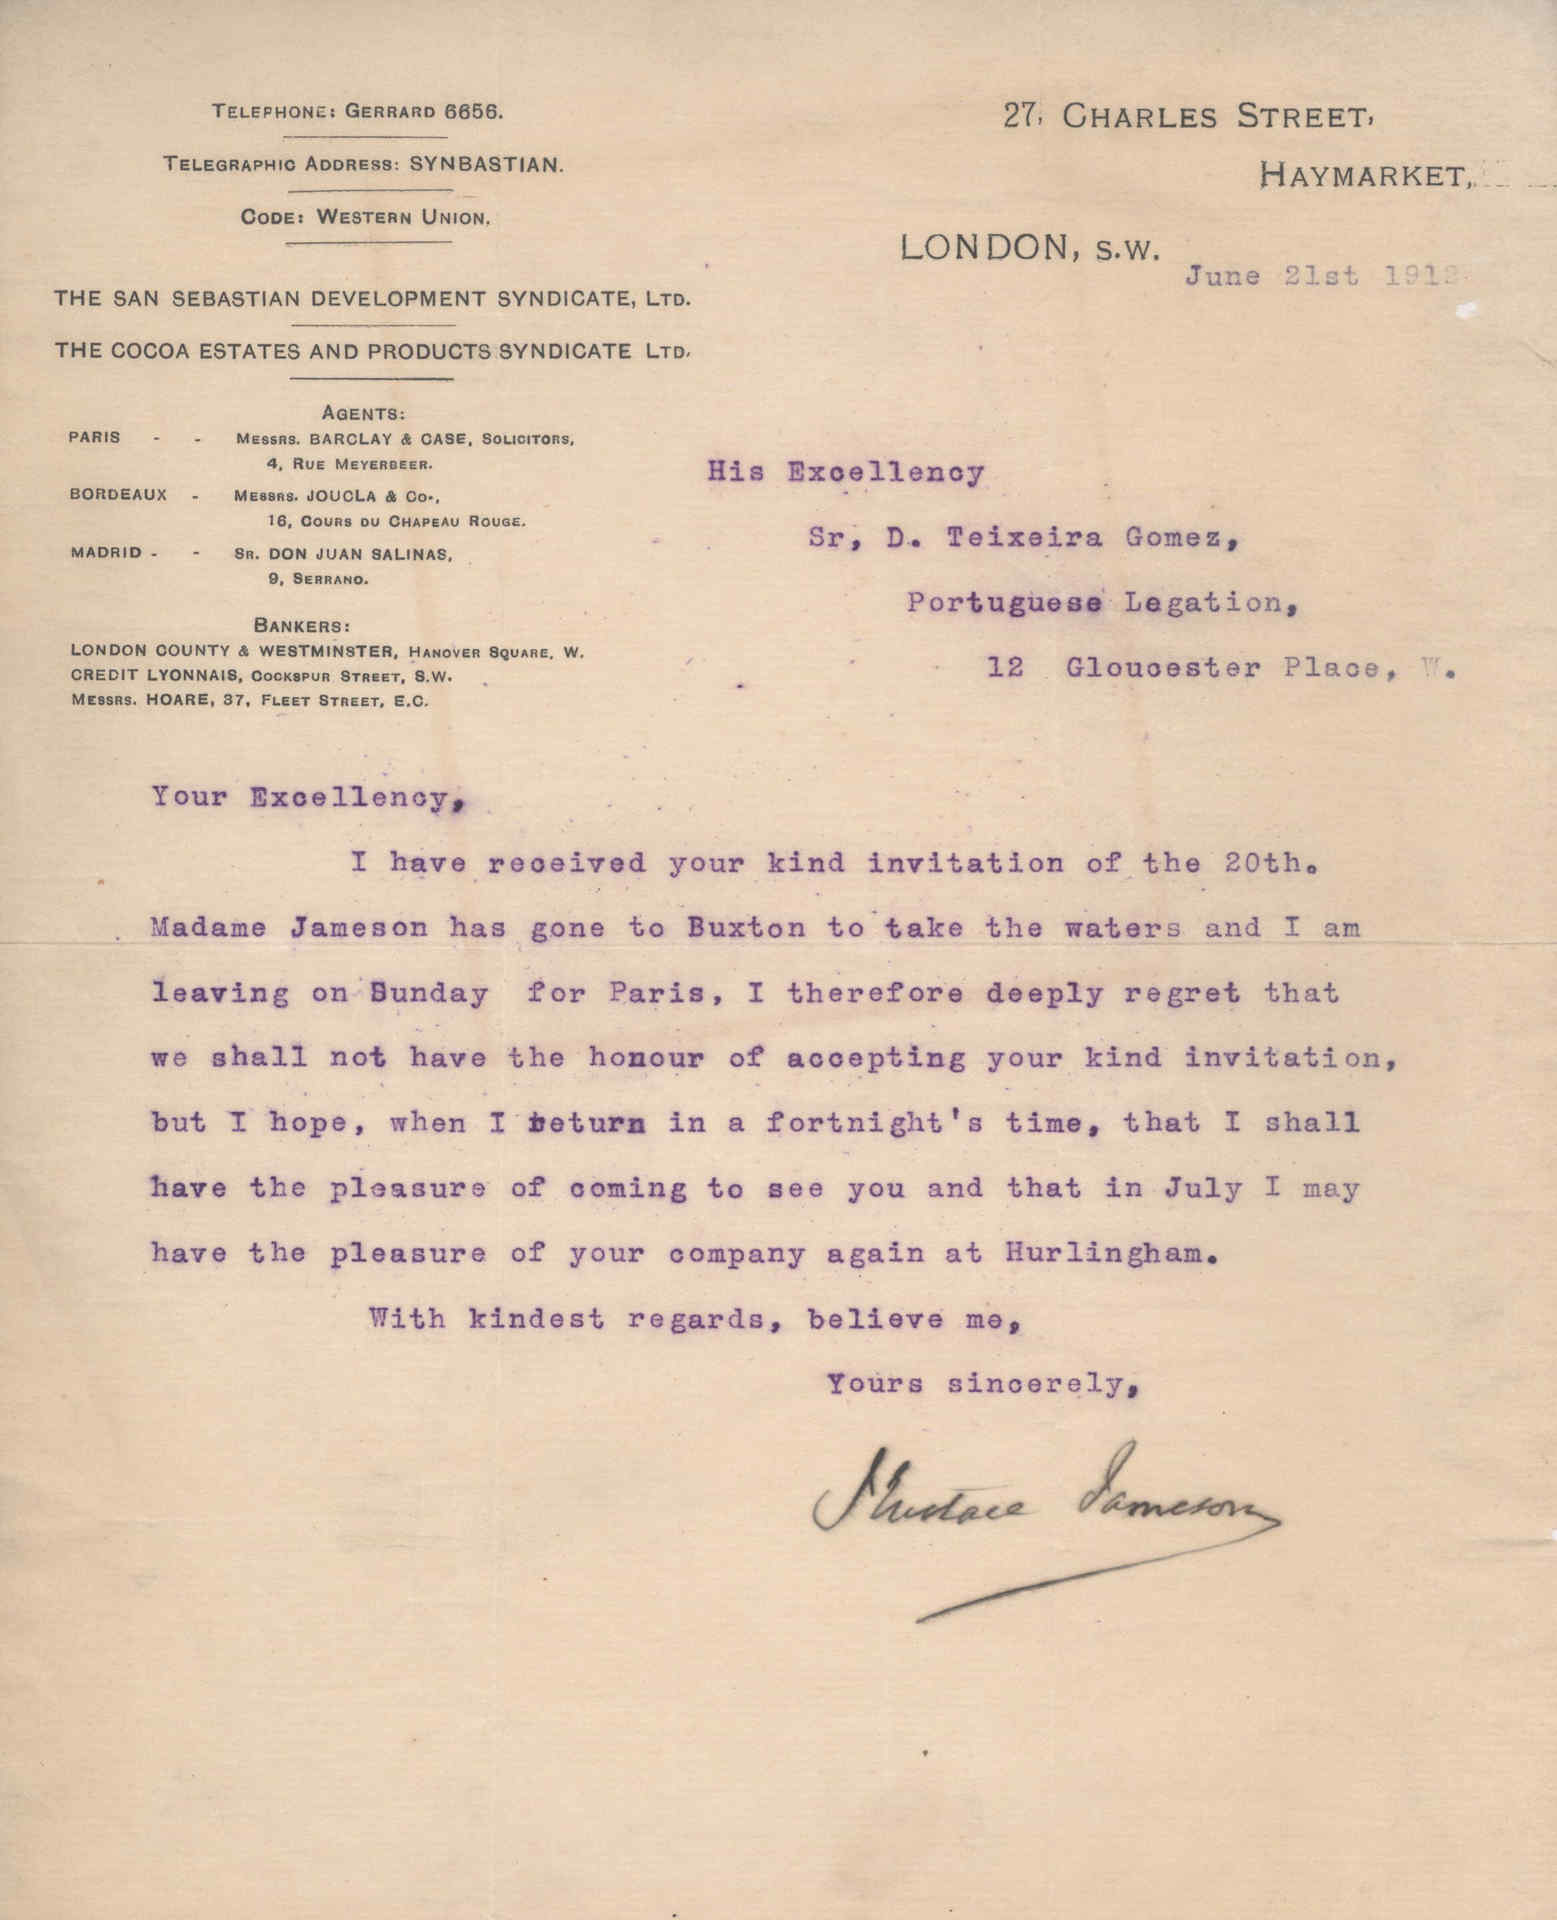 TELEPHONE: GERRARD 6656.
TELEGRAPHIC ADDRESS: SYNBASTIAN.
CODE: WESTERN UNION.
THE SAN SEBASTIAN DEVELOPMENT SYNDICATE, LTD.
THE COCOA ESTATES AND PRODUCTS SYNDICATE LTD.
AGENTS:
PARIS - - MESSRS. BARCLAY & CASE, SOLICITORS,
4, RUE MEYERBEER.
BORDEAUX - MESSRS. JOUCLA & CO.,
16, COURS DU CHAPEAU ROUGE.
MADRID - - SR. DON JUAN SALINAS,
9, SERRANO.
BANKERS:
LONDON COUNTY & WESTMINSTER, HANOVER SQUARE, W.
CREDIT LYONNAIS, COCKSPUR STREET, S.W.
MESSRS. HOARE, 37, FLEET STREET, E.C.
27, CHARLES STREET,
HAYMARKET,
LONDON, S.W.
June 21st
His Excellency
Sr, D. Teixeira Gomez,
Portuguese Legation,
12 Gloucester Place, W.
Your Excellency,
I have received your kind invitation of the 20th.
Madame Jameson has gone to Buxton to take the waters and I am
leaving on Sunday for Paris, I therefore deeply regret that
we shall not have the honour of accepting your kind invitation,
but I hope, when I return in a fortnight's time, that I shall
have the pleasure of coming to see you and that in July I may
have the pleasure of your company again at Hurlingham.
With kindest regards, believe me,
Yours sincerely,
Jameson